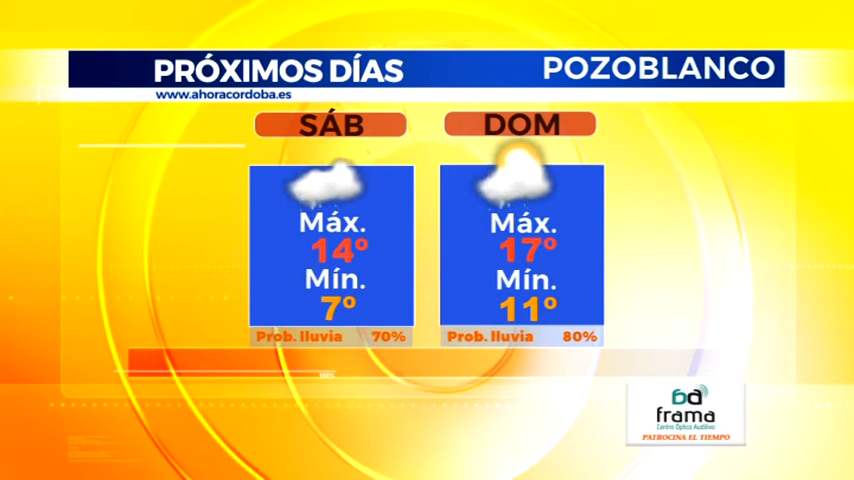 PRÓXIMOS DÍAS
POZOBLANCO
www.ahoracordoba.es
SÁB
Máx.
14º
Mín.
7º
Prob. lluvia 70%
DOM
Máx.
17º
Mín.
11º
Prob. lluvia 80%
frama
Centro Óptico Auditivo
PATROCINA EL TIEMPO